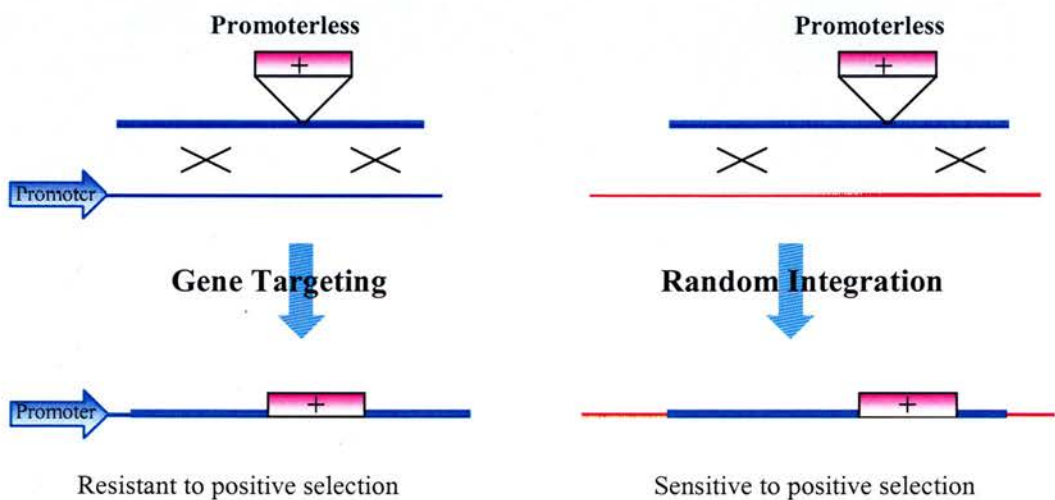 Promoterless
+
Promoterless
+
Promoter
Gene Targeting
Random Integration
Promoter
+
+
Resistant to positive selection
Sensitive to positive selection